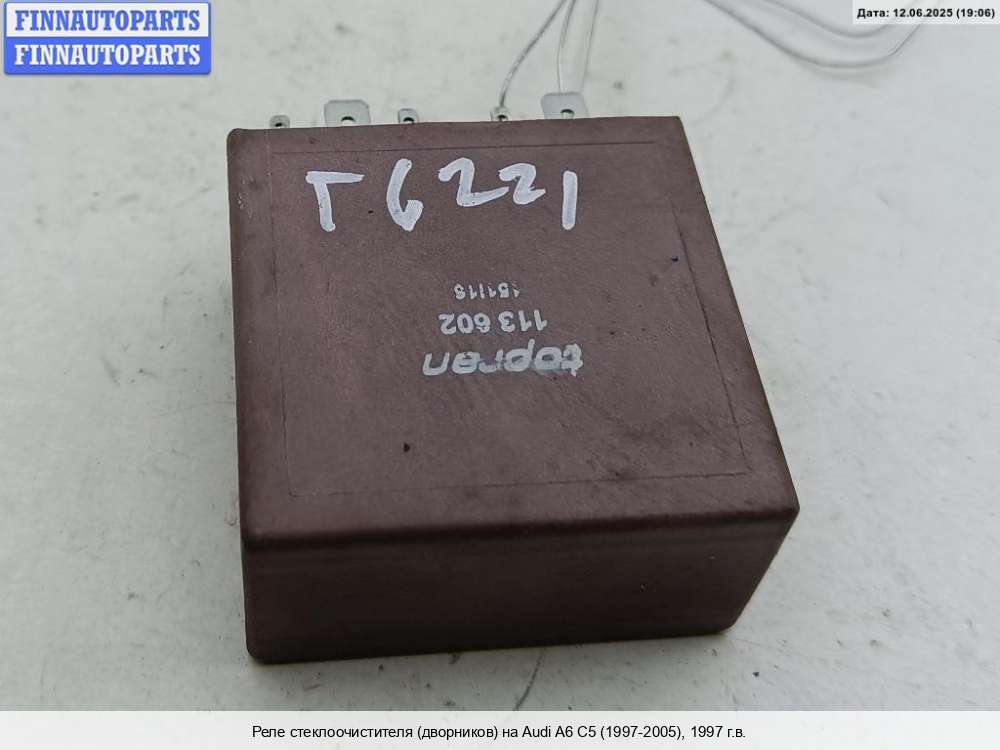 FINNAUTOPARTS
FINNAUTOPARTS
Дата: 12.06.2025 (19:06)
T6221
topran
113 602
151118
Реле стеклоочистителя (дворников) на Audi A6 C5 (1997-2005), 1997 г.в.